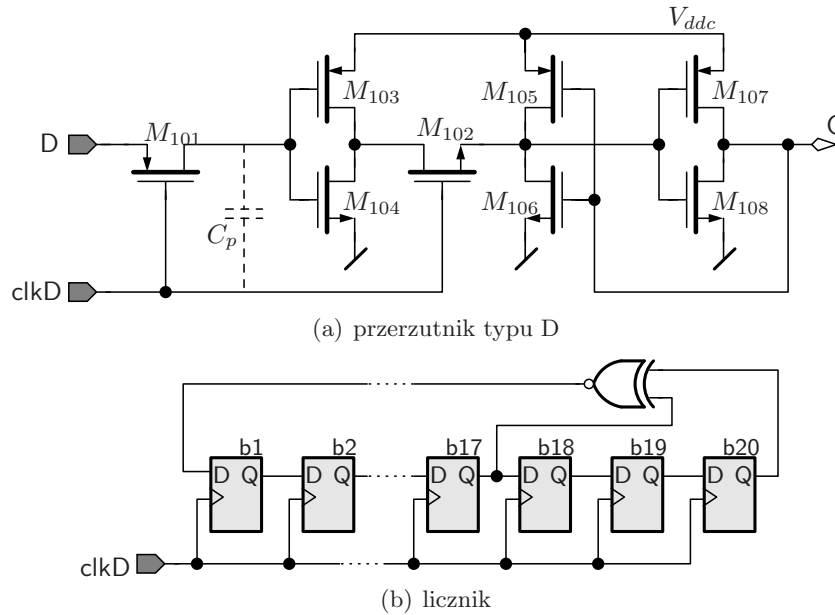 V_ddc
M_103 M_105 M_107
D M_101 M_102 Q
M_104 M_106 M_108
C_p
clkD
(a) przerzutnik typu D
b1 b2 b17 b18 b19 b20
D Q D Q D Q D Q D Q D Q
clkD
(b) licznik